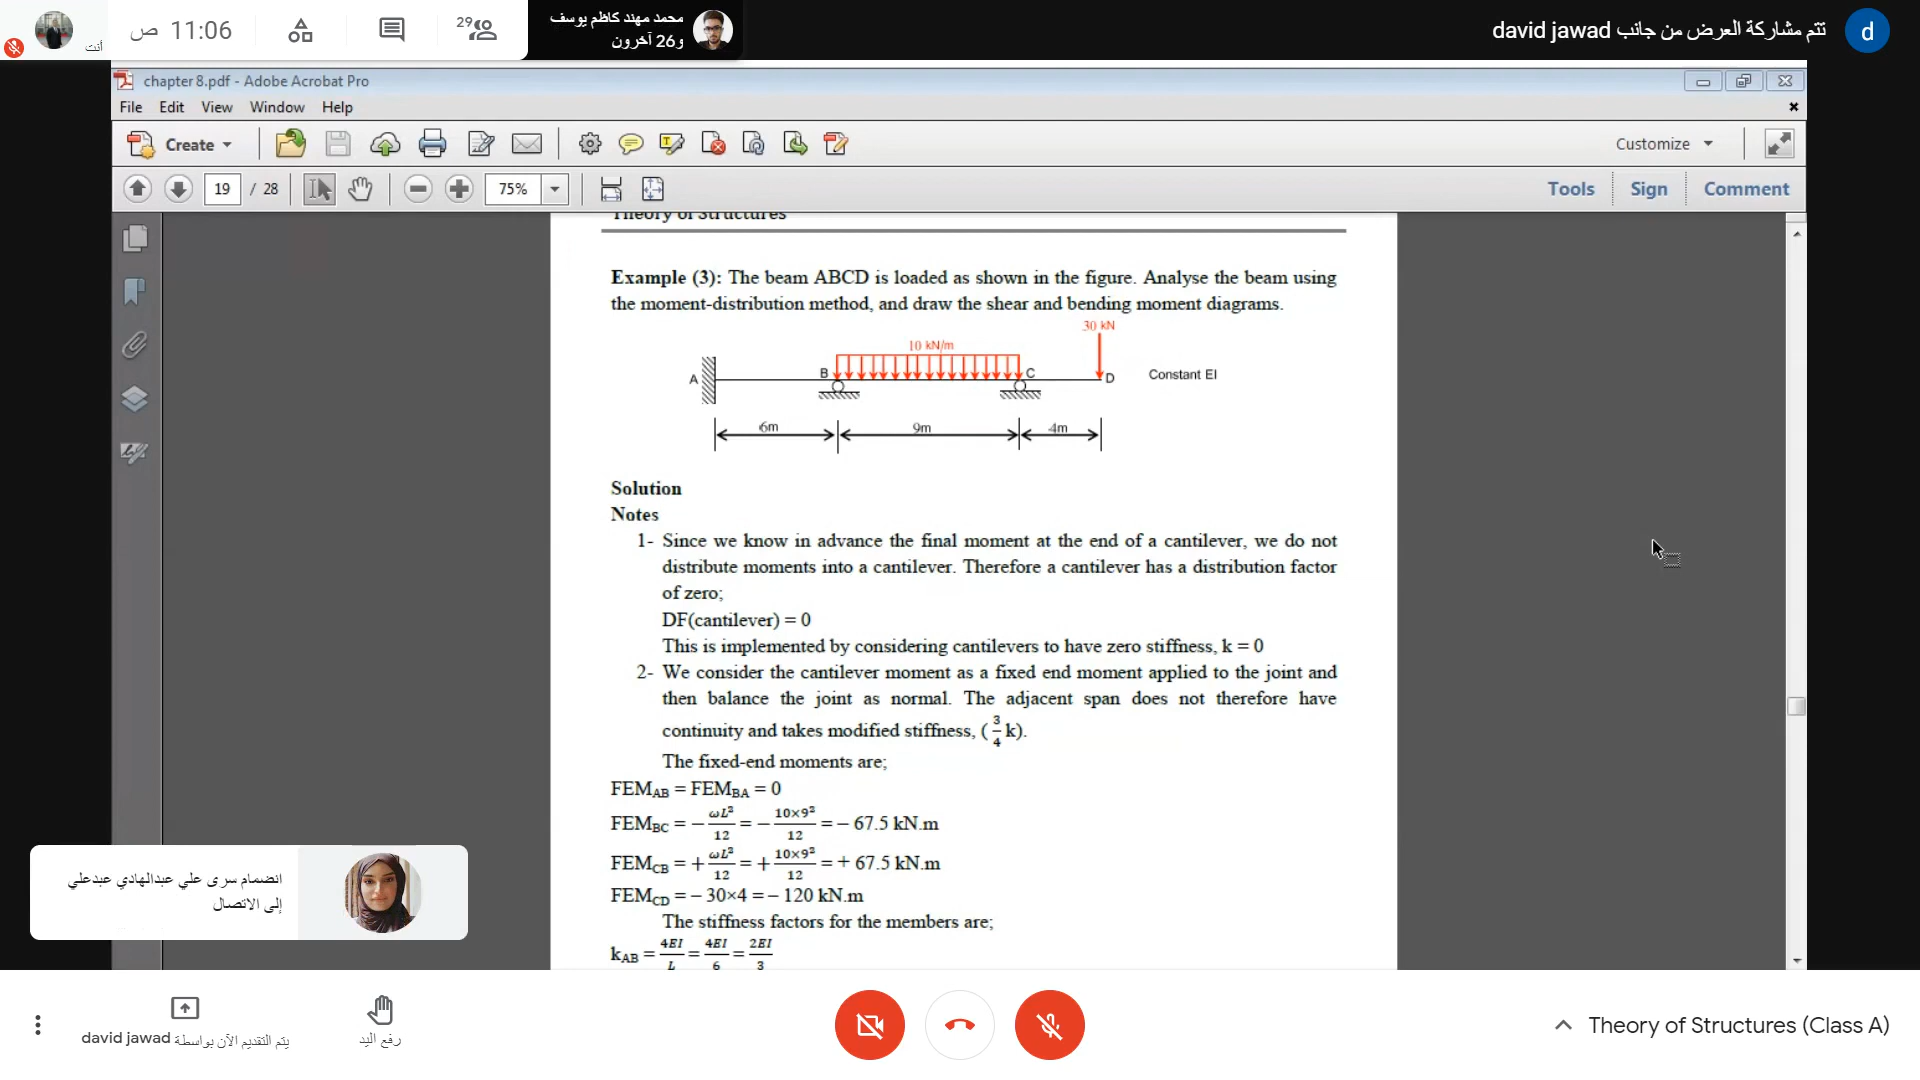 أنت
11:06 ص
29
محمد مهند كاظم يوسف
و26 آخرون
تتم مشاركة العرض من جانب david jawad
d
chapter 8.pdf - Adobe Acrobat Pro
File Edit View Window Help
Create
Customize
19 / 28
75%
Tools Sign Comment
Theory of Structures
Example (3): The beam ABCD is loaded as shown in the figure. Analyse the beam using
the moment-distribution method, and draw the shear and bending moment diagrams.
30 kN
10 kN/m
A B C D Constant EI
6m 9m 4m
Solution
Notes
1- Since we know in advance the final moment at the end of a cantilever, we do not
distribute moments into a cantilever. Therefore a cantilever has a distribution factor
of zero;
DF(cantilever) = 0
This is implemented by considering cantilevers to have zero stiffness, k = 0
2- We consider the cantilever moment as a fixed end moment applied to the joint and
then balance the joint as normal. The adjacent span does not therefore have
continuity and takes modified stiffness, (3/4 k).
The fixed-end moments are;
FEM_AB = FEM_BA = 0
FEM_BC = − ωL²/12 = − 10×9²/12 = − 67.5 kN.m
FEM_CB = + ωL²/12 = + 10×9²/12 = + 67.5 kN.m
FEM_CD = − 30×4 = − 120 kN.m
The stiffness factors for the members are;
k_AB = 4EI/L = 4EI/6 = 2EI/3
انضمام سرى علي عبدالهادي عبدعلي
إلى الاتصال
يتم التقديم الآن بواسطة david jawad
رفع اليد
Theory of Structures (Class A)